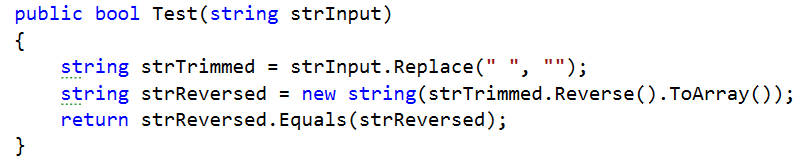 public bool Test(string strInput)
{
    string strTrimmed = strInput.Replace(" ", "");
    string strReversed = new string(strTrimmed.Reverse().ToArray());
    return strReversed.Equals(strReversed);
}